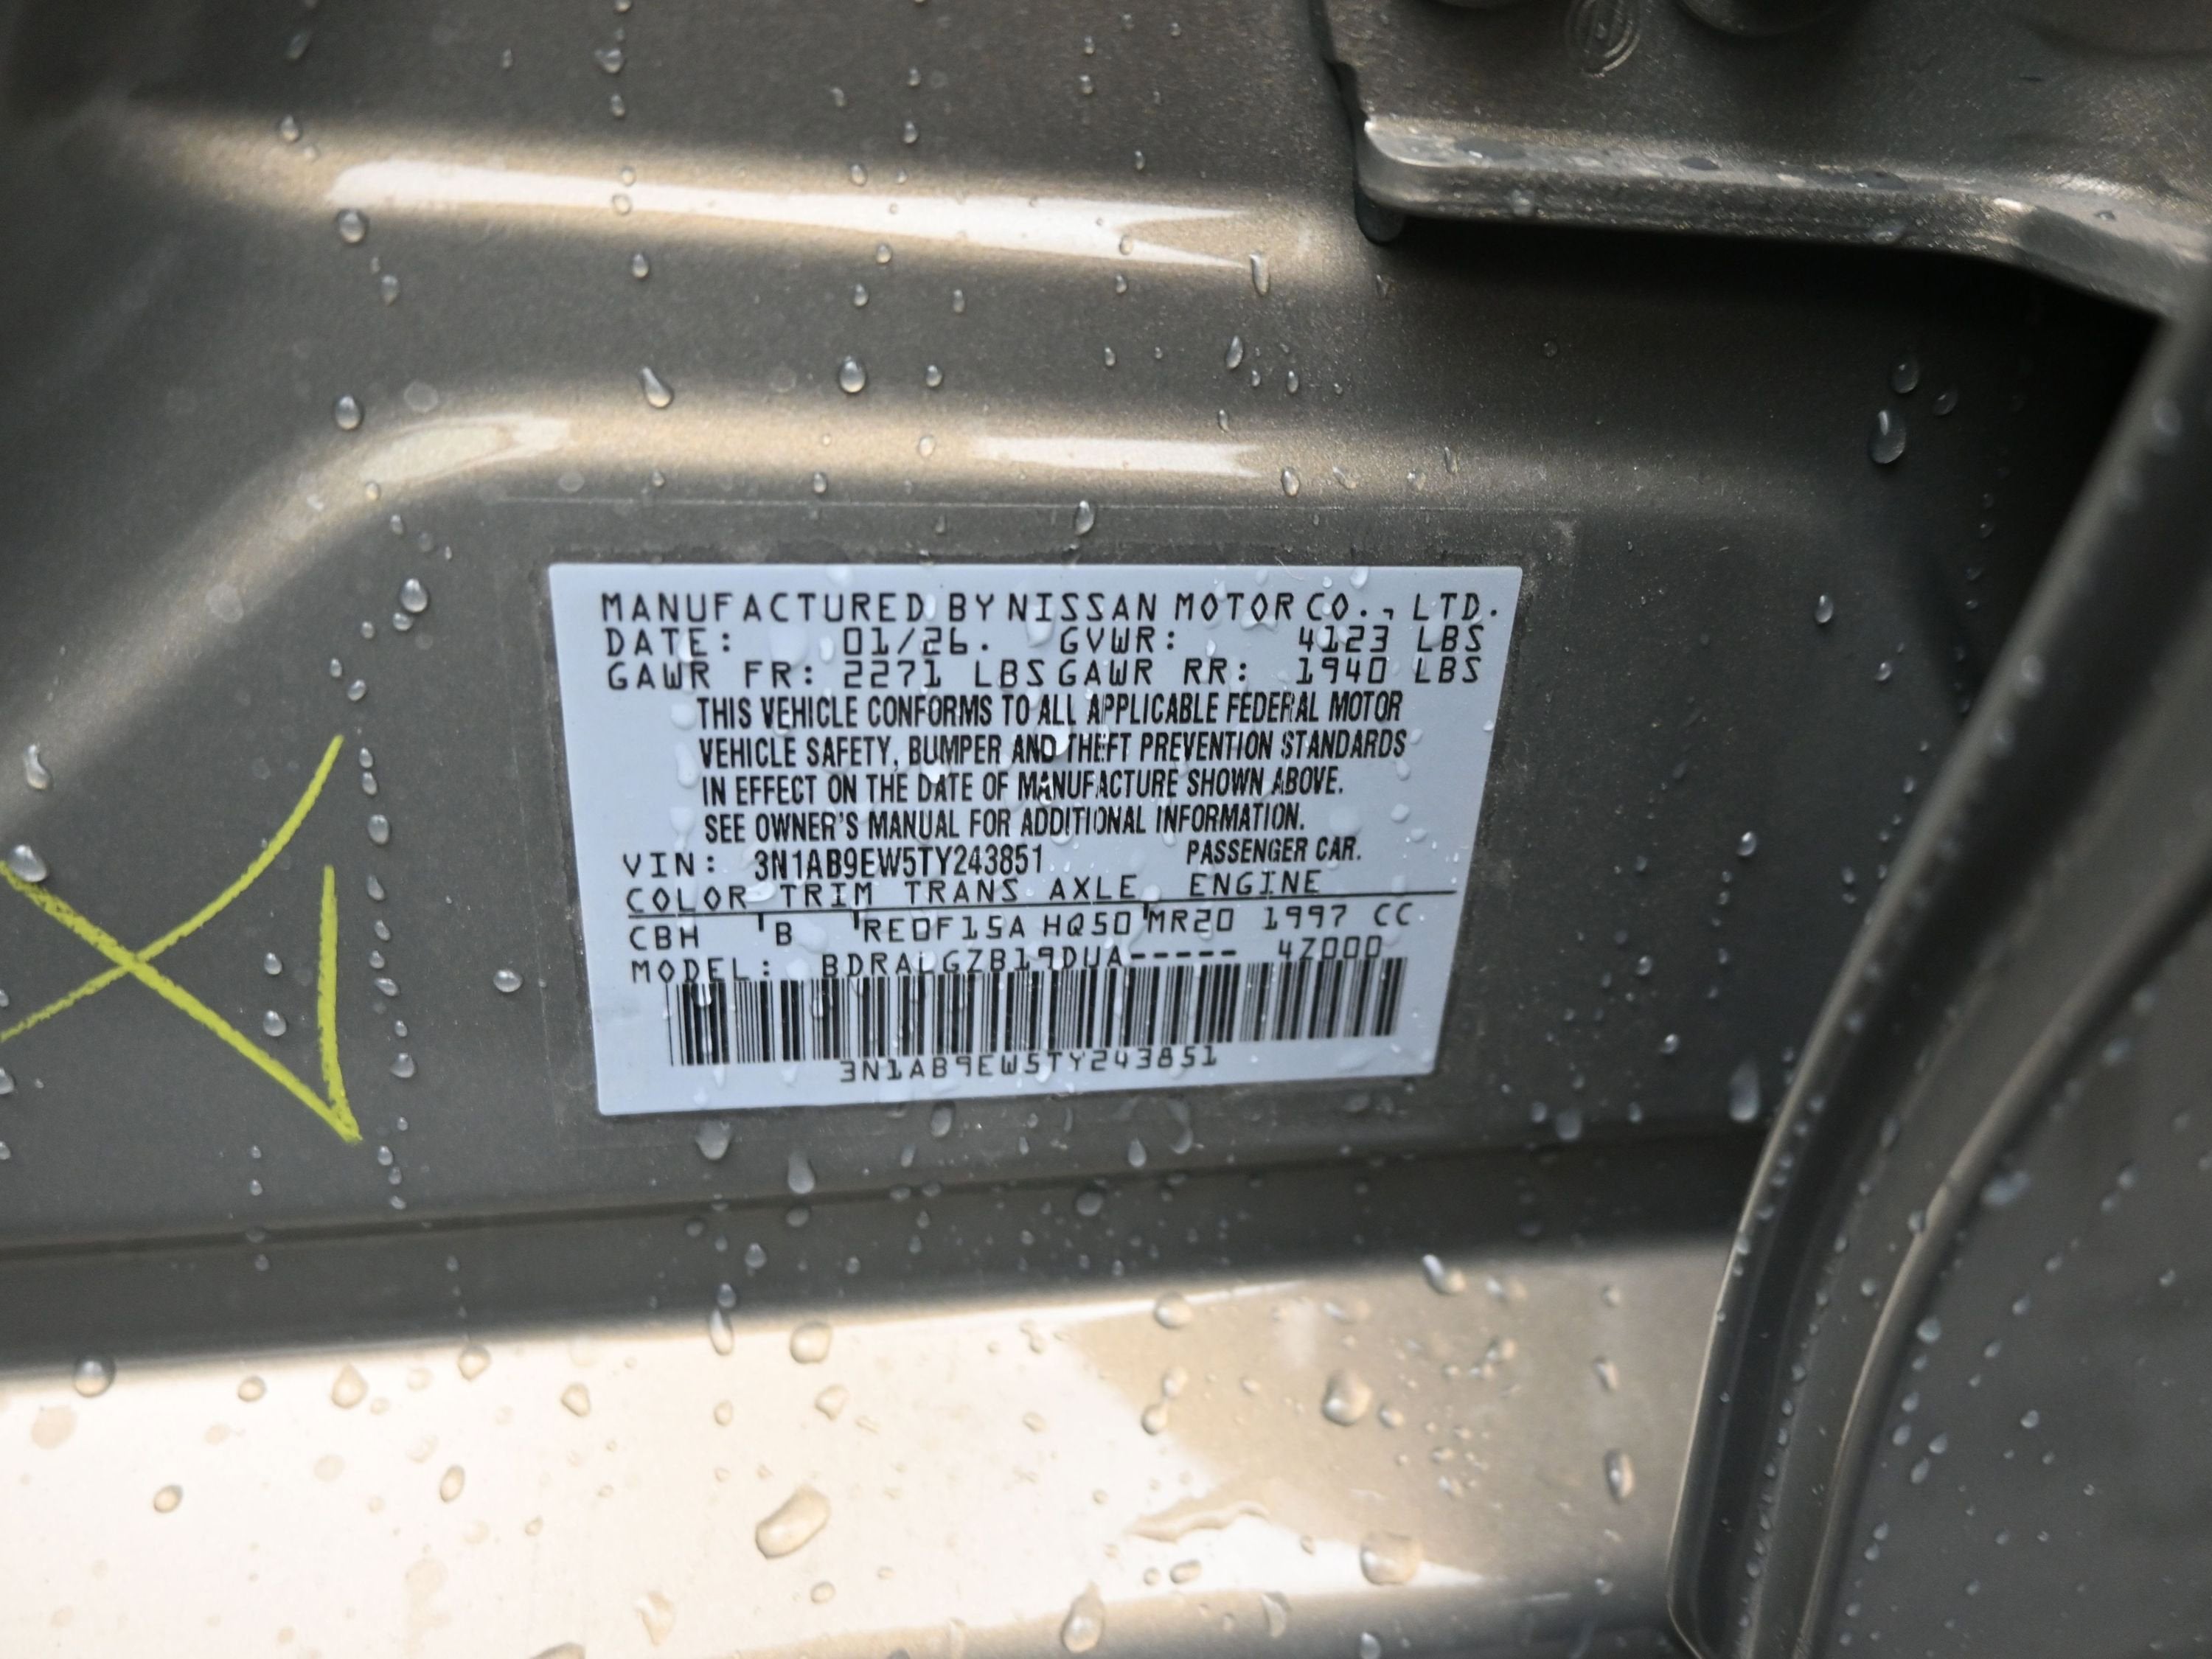 MANUFACTURED BY NISSAN MOTOR CO., LTD.
DATE: 01/26. GVWR: 4123 LBS
GAWR FR: 2271 LBS GAWR RR: 1940 LBS
THIS VEHICLE CONFORMS TO ALL APPLICABLE FEDERAL MOTOR
VEHICLE SAFETY, BUMPER AND THEFT PREVENTION STANDARDS
IN EFFECT ON THE DATE OF MANUFACTURE SHOWN ABOVE.
SEE OWNER'S MANUAL FOR ADDITIONAL INFORMATION.
VIN: 3N1AB9EW5TY243851 PASSENGER CAR.
COLOR TRIM TRANS AXLE ENGINE
CBH B RE0F15A HQ50 MR20 1997 CC
MODEL: BDRALGZB19DUA----- 4Z000
3N1AB9EW5TY243851